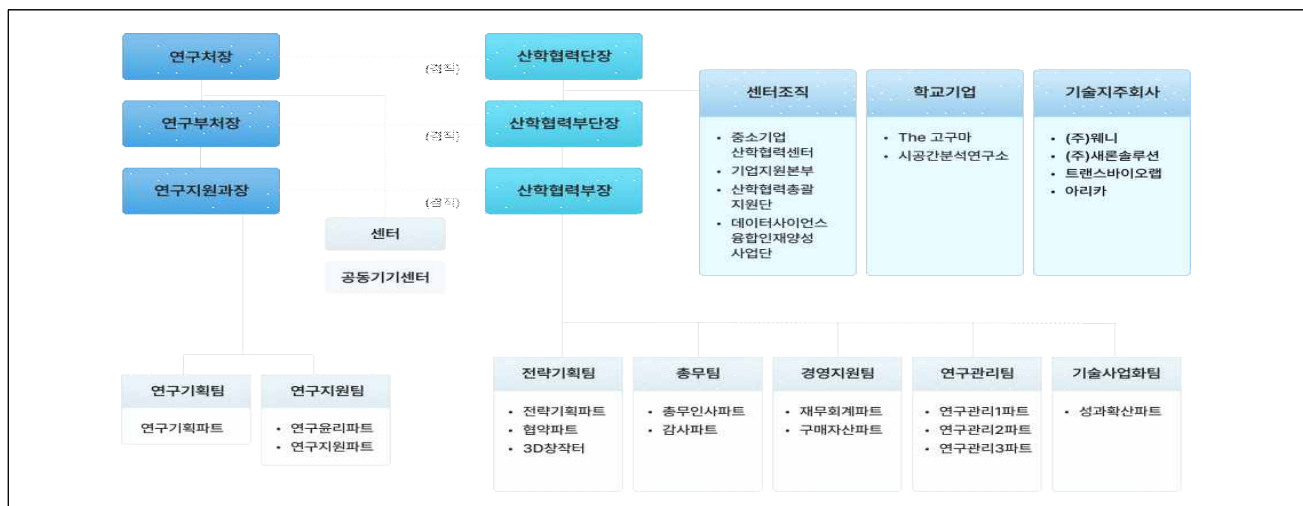 연구처장
(겸직)
산학협력단장
연구부처장
(겸직)
산학협력부단장
연구지원과장
(겸직)
산학협력부장
센터
공동기기센터
센터조직
• 중소기업
산학협력센터
• 기업지원본부
• 산학협력총괄
지원단
• 데이터사이언스
융합인재양성
사업단
학교기업
• The 고구마
• 시공간분석연구소
기술지주회사
• (주)웨니
• (주)새론솔루션
• 트랜스바이오랩
• 아리카
연구기획팀
연구기획파트
연구지원팀
• 연구윤리파트
• 연구지원파트
전략기획팀
• 전략기획파트
• 협약파트
• 3D창작터
총무팀
• 총무인사파트
• 감사파트
경영지원팀
• 재무회계파트
• 구매자산파트
연구관리팀
• 연구관리1파트
• 연구관리2파트
• 연구관리3파트
기술사업화팀
• 성과확산파트